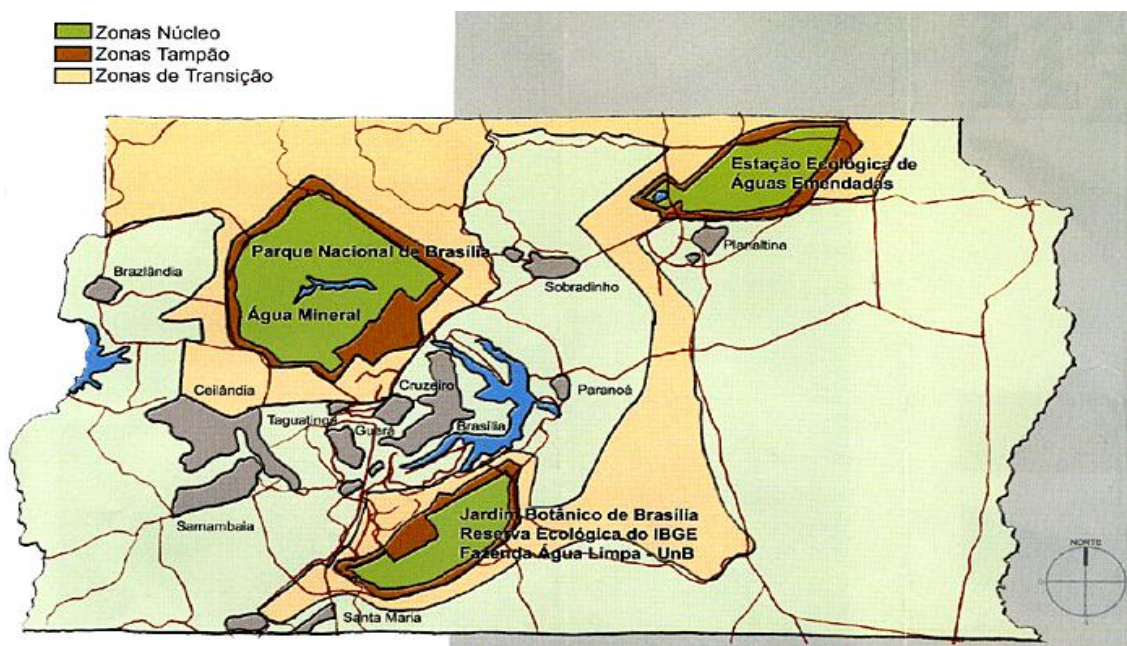 Zonas Núcleo
Zonas Tampão
Zonas de Transição
Estação Ecológica de
Águas Emendadas
Parque Nacional de Brasília
Planaltina
Brazlândia
Sobradinho
Água Mineral
Ceilândia
Cruzeiro
Paranoá
Taguatinga
Guará
Brasília
Samambaia
Jardim Botânico de Brasília
Reserva Ecológica do IBGE
Fazenda Água Limpa - UnB
NORTE
Santa Maria